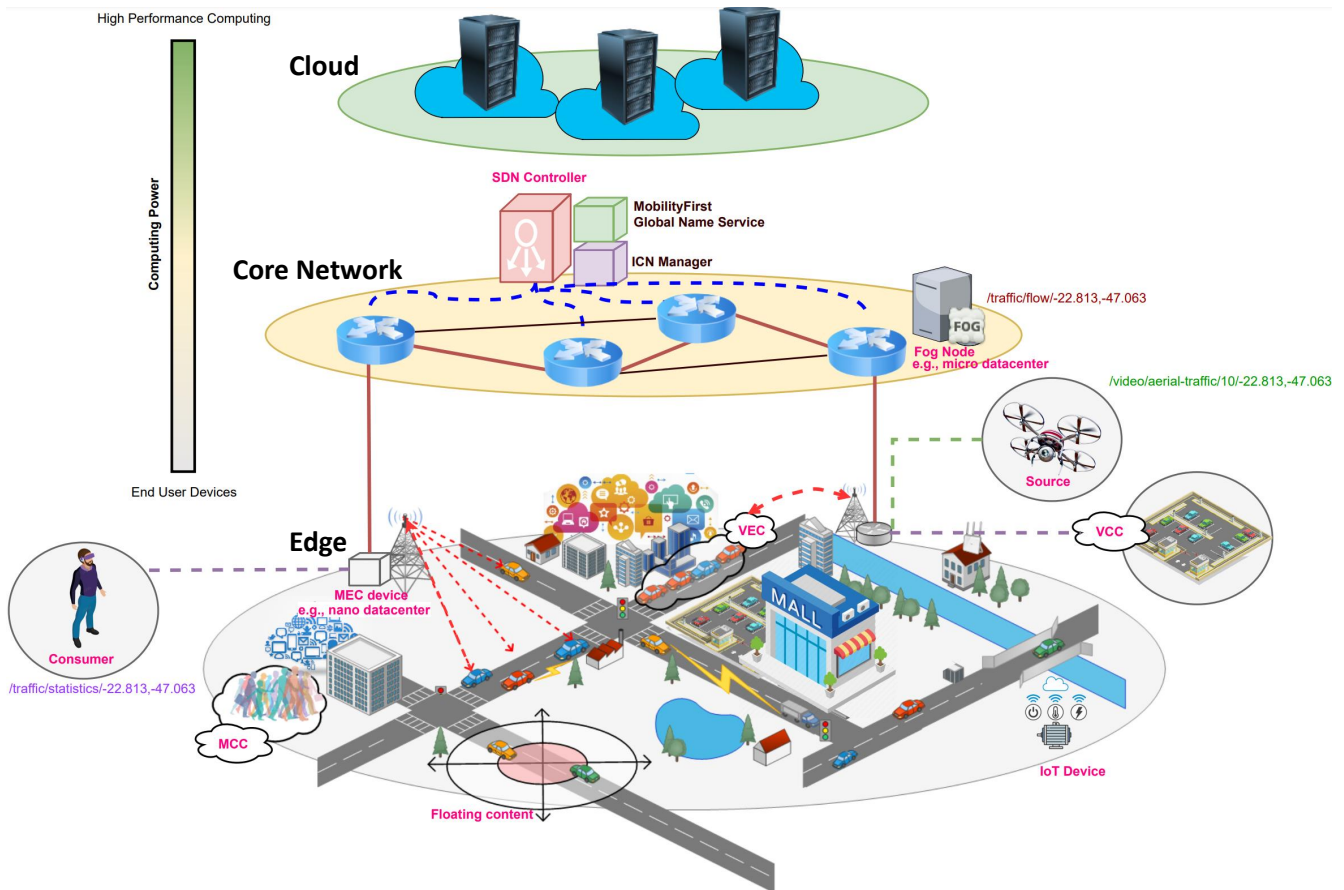 High Performance Computing
Computing Power
End User Devices
Cloud
SDN Controller
MobilityFirst
Global Name Service
ICN Manager
Core Network
/traffic/flow/-22.813,-47.063
FOG
Fog Node
e.g., micro datacenter
/video/aerial-traffic/10/-22.813,-47.063
Source
VEC
VCC
Edge
MEC device
e.g., nano datacenter
MALL
Consumer
/traffic/statistics/-22.813,-47.063
MCC
IoT Device
Floating content